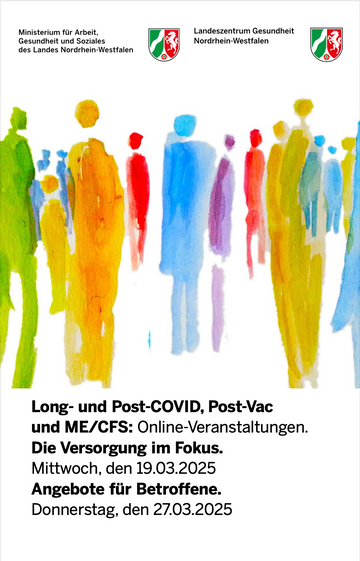 Ministerium für Arbeit,
Gesundheit und Soziales
des Landes Nordrhein-Westfalen
Landeszentrum Gesundheit
Nordrhein-Westfalen
Long- und Post-COVID, Post-Vac
und ME/CFS: Online-Veranstaltungen.
Die Versorgung im Fokus.
Mittwoch, den 19.03.2025
Angebote für Betroffene.
Donnerstag, den 27.03.2025